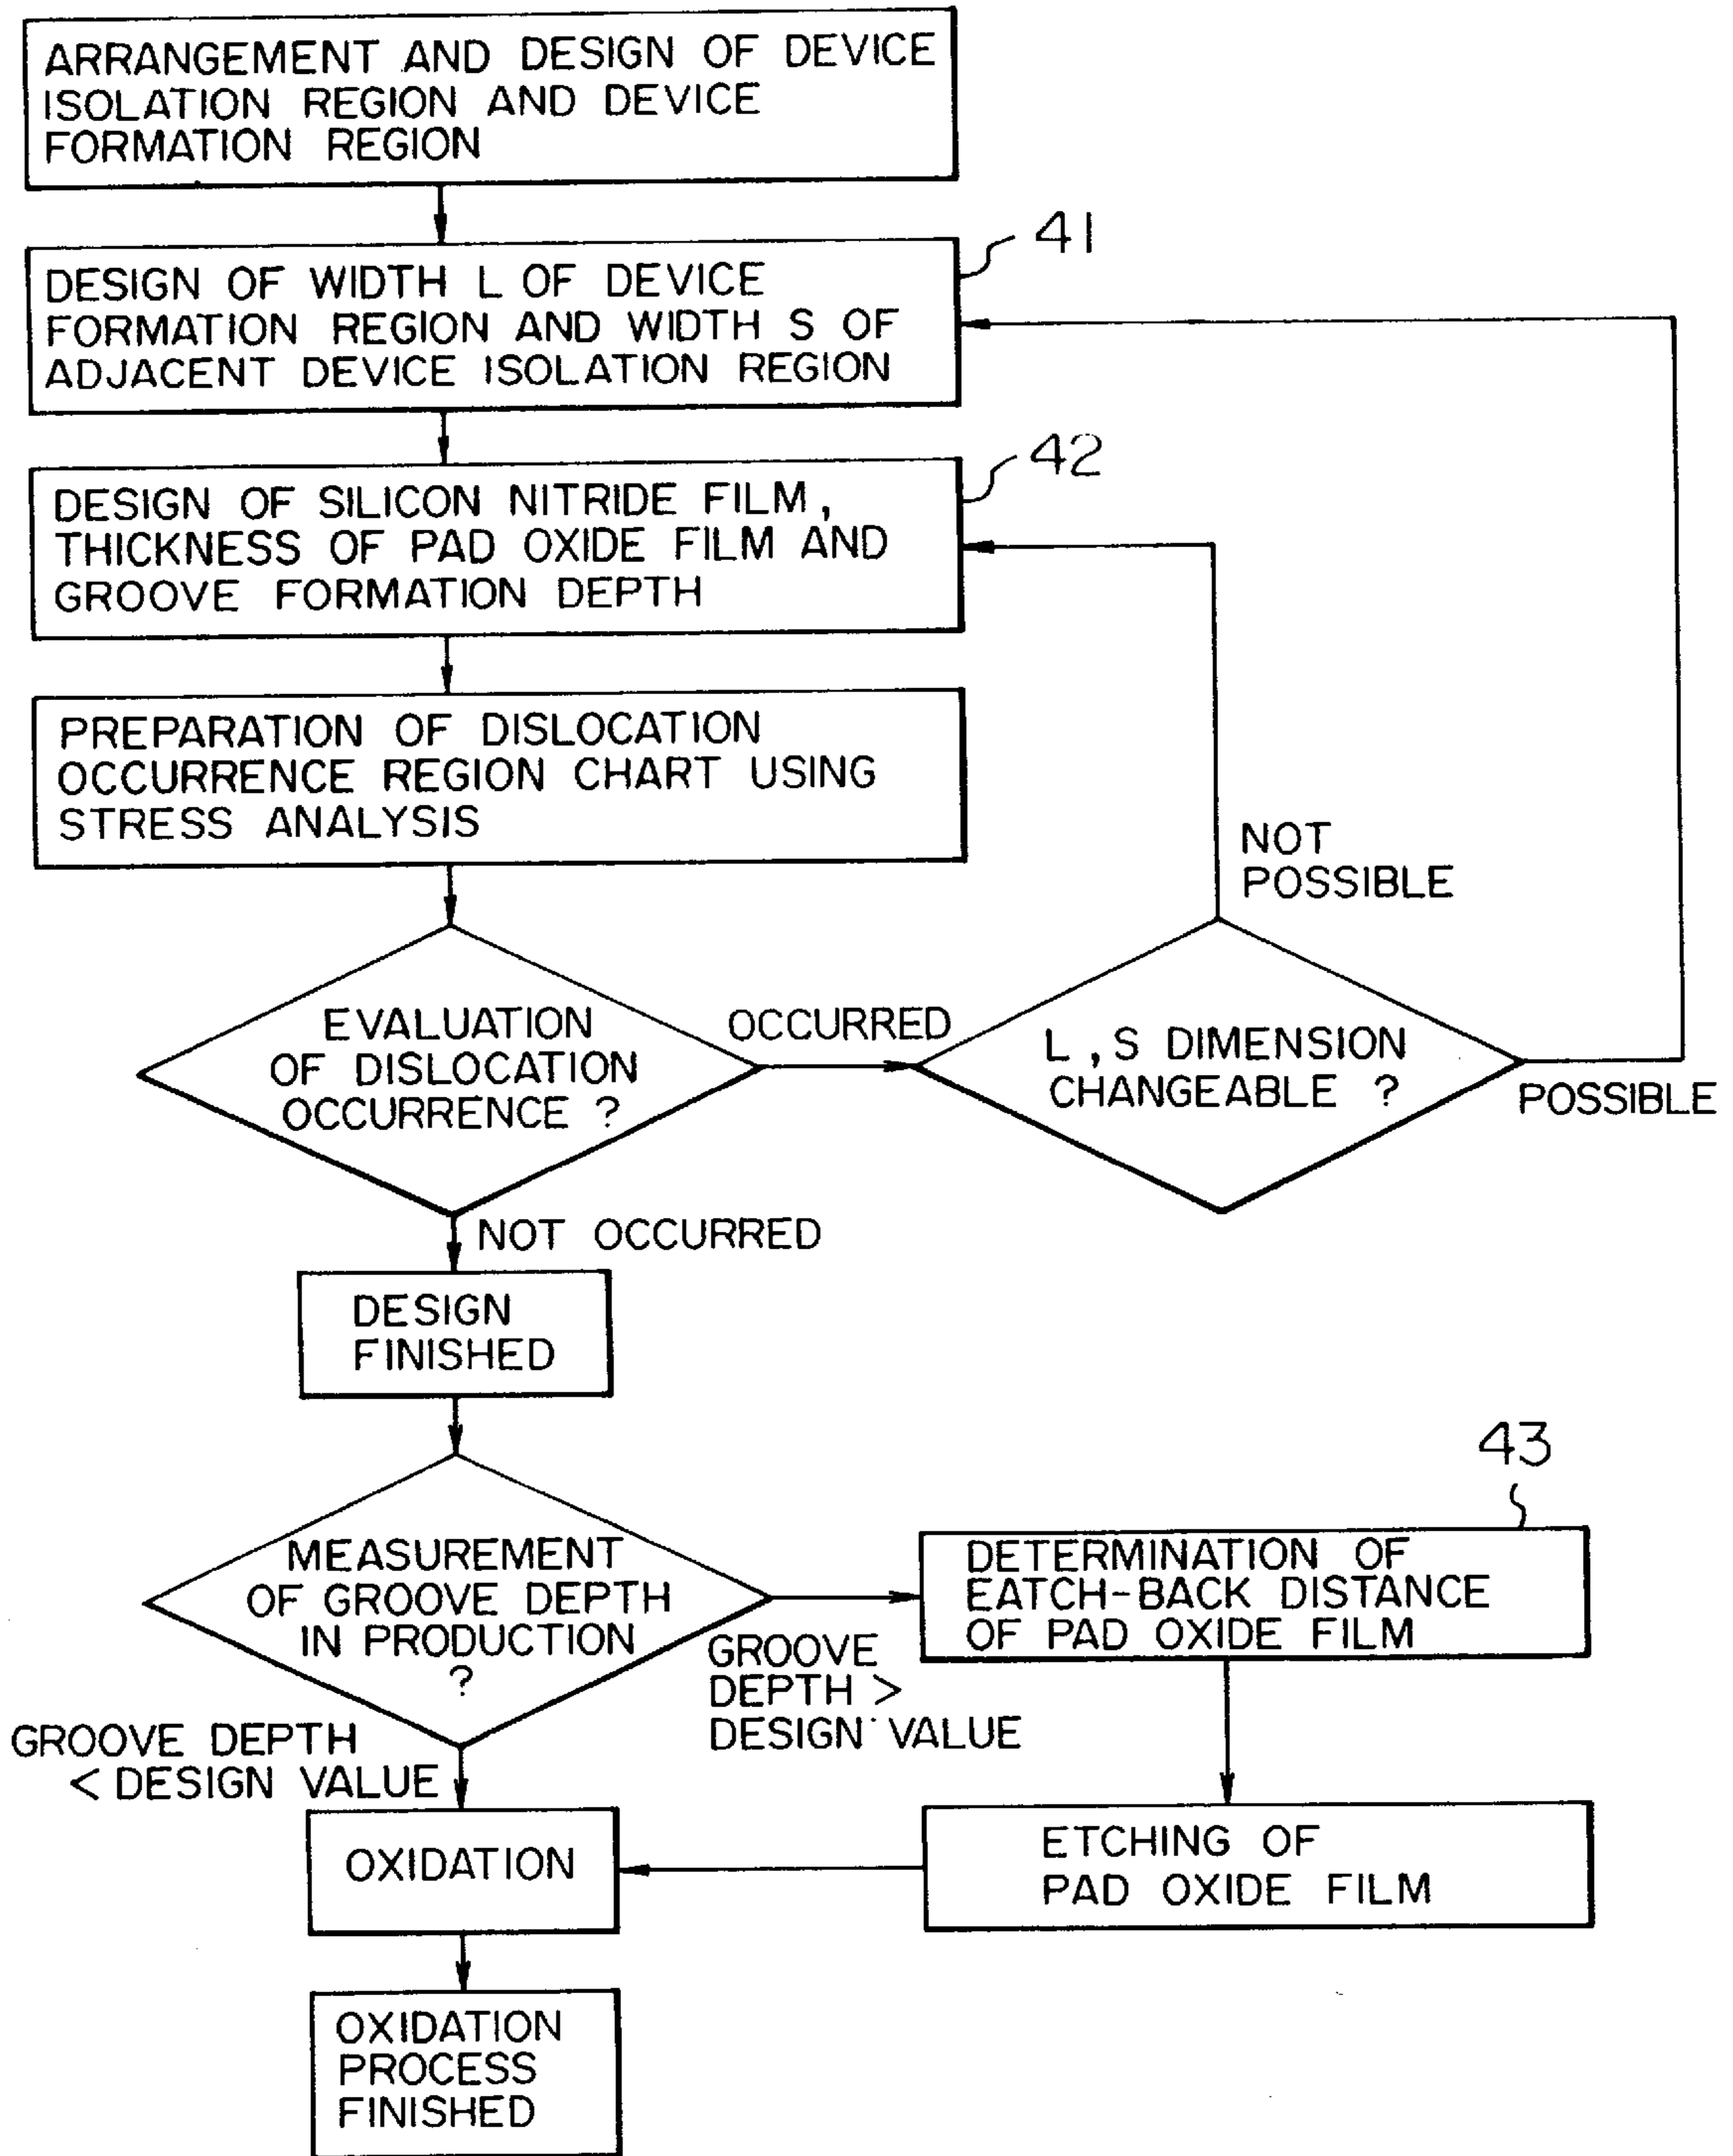 ARRANGEMENT AND DESIGN OF DEVICE
ISOLATION REGION AND DEVICE
FORMATION REGION
41
DESIGN OF WIDTH L OF DEVICE
FORMATION REGION AND WIDTH S OF
ADJACENT DEVICE ISOLATION REGION
42
DESIGN OF SILICON NITRIDE FILM,
THICKNESS OF PAD OXIDE FILM AND
GROOVE FORMATION DEPTH
PREPARATION OF DISLOCATION
OCCURRENCE REGION CHART USING
STRESS ANALYSIS
NOT
POSSIBLE
EVALUATION
OF DISLOCATION
OCCURRENCE ?
OCCURRED
L, S DIMENSION
CHANGEABLE ?
POSSIBLE
NOT OCCURRED
DESIGN
FINISHED
MEASUREMENT
OF GROOVE DEPTH
IN PRODUCTION
?
GROOVE
DEPTH >
DESIGN VALUE
43
DETERMINATION OF
EATCH-BACK DISTANCE
OF PAD OXIDE FILM
GROOVE DEPTH
< DESIGN VALUE
OXIDATION
ETCHING OF
PAD OXIDE FILM
OXIDATION
PROCESS
FINISHED